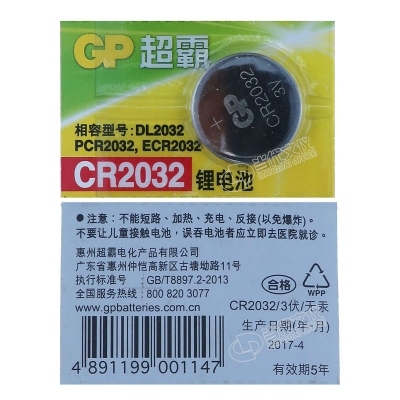 GP超霸
GP
CR2032
3V
+
相容型号: DL2032
PCR2032, ECR2032
CR2032 锂电池
注意: 不能短路、加热、充电、反接(以免爆炸)。
不要让儿童接触电池, 误吞电池者应立即去医院就诊。
惠州超霸电化产品有限公司
广东省惠州仲恺高新区古塘坳路11号
执行标准号: GB/T8897.2-2013
全国服务热线: 800 820 3077
www.gpbatteries.com.cn
合格
WPP
CR2032/3伏/无汞
生产日期(年-月)
2017-4
有效期5年
4 891199 001147